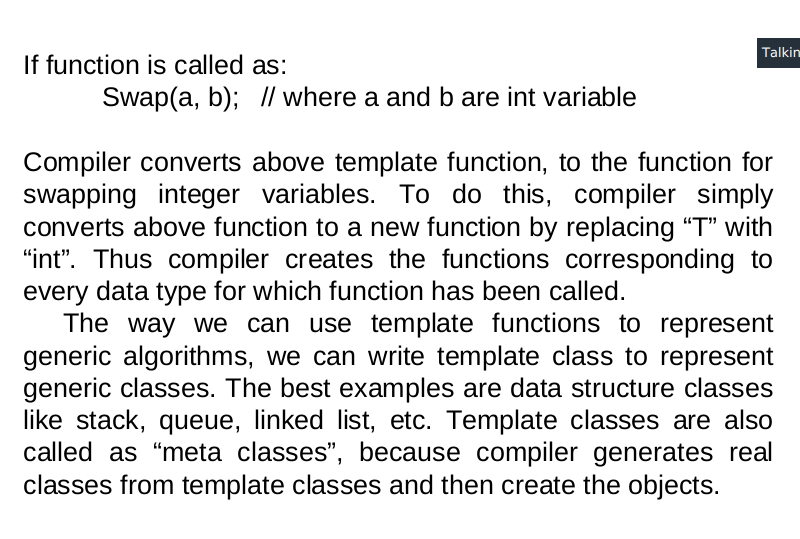 If function is called as:
Swap(a, b);   // where a and b are int variable
Compiler converts above template function, to the function for
swapping integer variables. To do this, compiler simply
converts above function to a new function by replacing “T” with
“int”. Thus compiler creates the functions corresponding to
every data type for which function has been called.
The way we can use template functions to represent
generic algorithms, we can write template class to represent
generic classes. The best examples are data structure classes
like stack, queue, linked list, etc. Template classes are also
called as “meta classes”, because compiler generates real
classes from template classes and then create the objects.